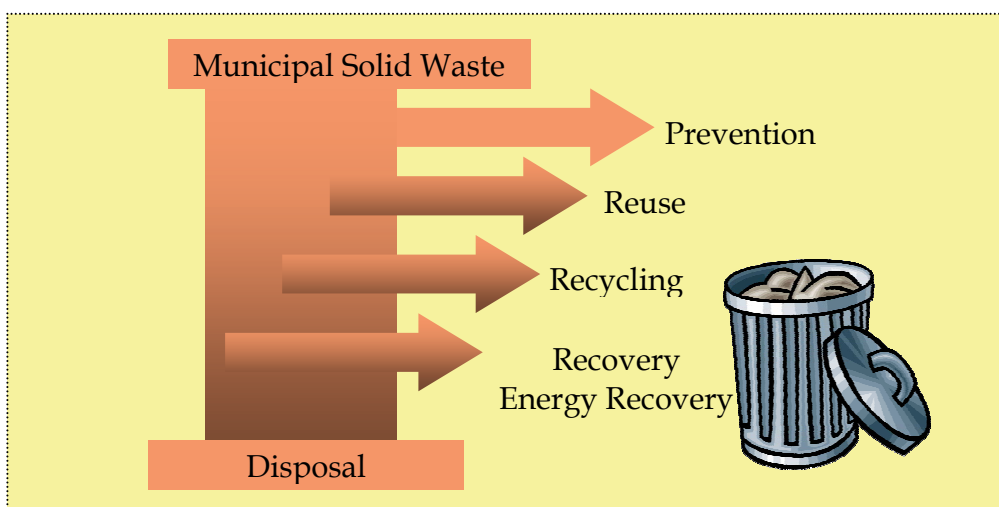 Municipal Solid Waste
Prevention
Reuse
Recycling
Recovery
Energy Recovery
Disposal